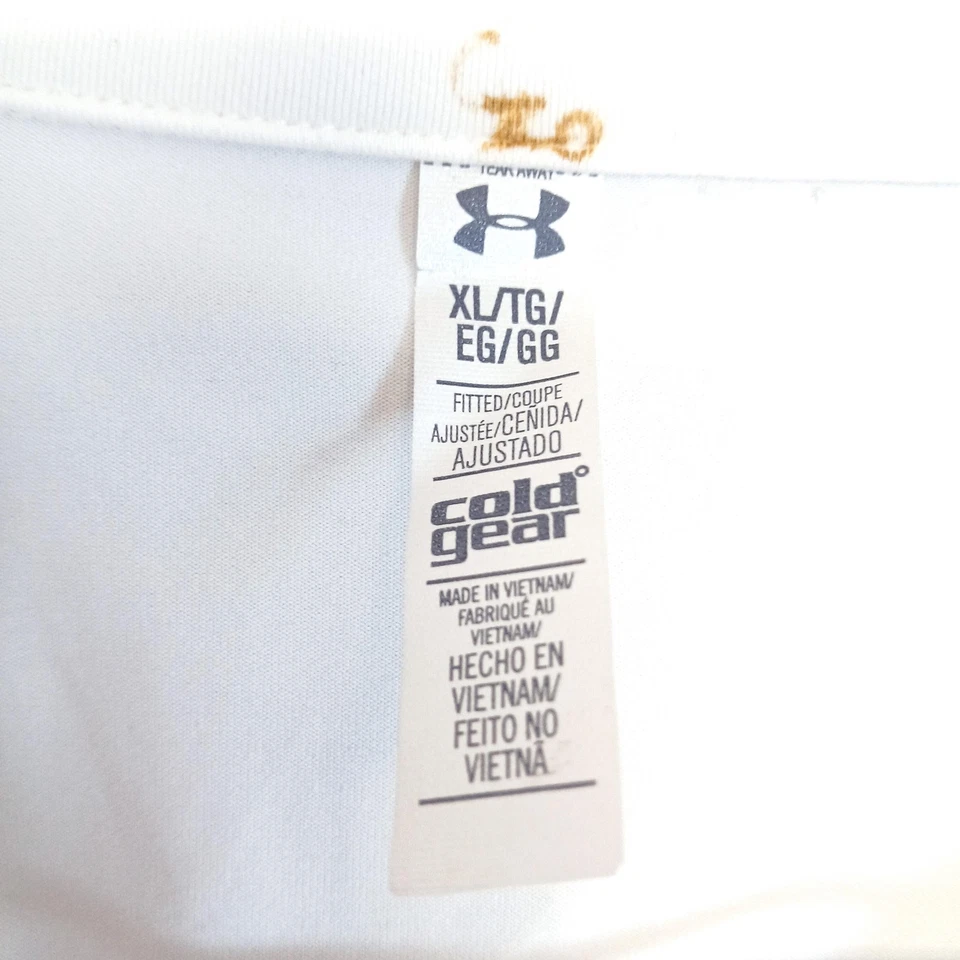 TEAR AWAY
XL/TG/
EG/GG
FITTED/COUPE
AJUSTÉE/CEÑIDA/
AJUSTADO
cold°
gear
MADE IN VIETNAM/
FABRIQUÉ AU
VIETNAM/
HECHO EN
VIETNAM/
FEITO NO
VIETNÃ